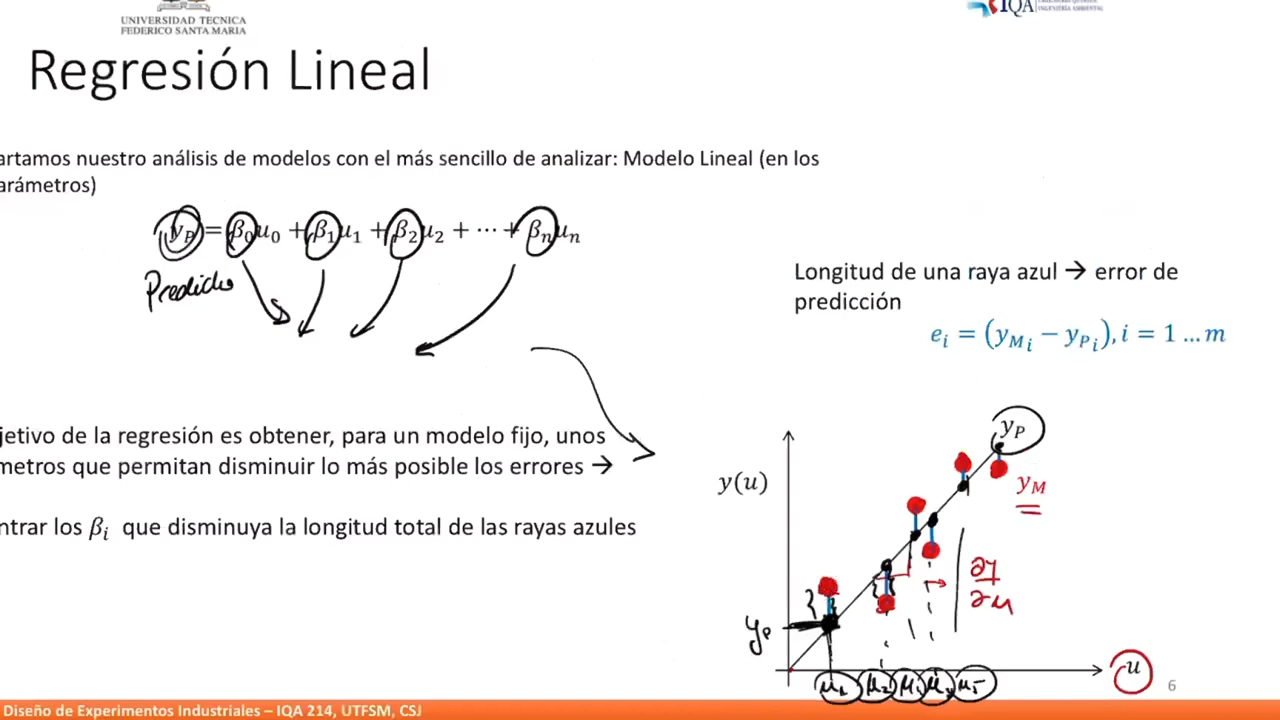 UNIVERSIDAD TECNICA
FEDERICO SANTA MARIA
IQA
INGENIERÍA AMBIENTAL
Regresión Lineal
artamos nuestro análisis de modelos con el más sencillo de analizar: Modelo Lineal (en los
arámetros)
y_P = β_0u_0 + β_1u_1 + β_2u_2 + ⋯ + β_nu_n
Predicho
Longitud de una raya azul → error de
predicción
e_i = (y_{M_i} − y_{P_i}), i = 1 … m
jetivo de la regresión es obtener, para un modelo fijo, unos
metros que permitan disminuir lo más posible los errores →
ntrar los β_i que disminuya la longitud total de las rayas azules
y_P
y(u)
y_M
∂y
∂u
y_P
u
6
Diseño de Experimentos Industriales – IQA 214, UTFSM, CSJ